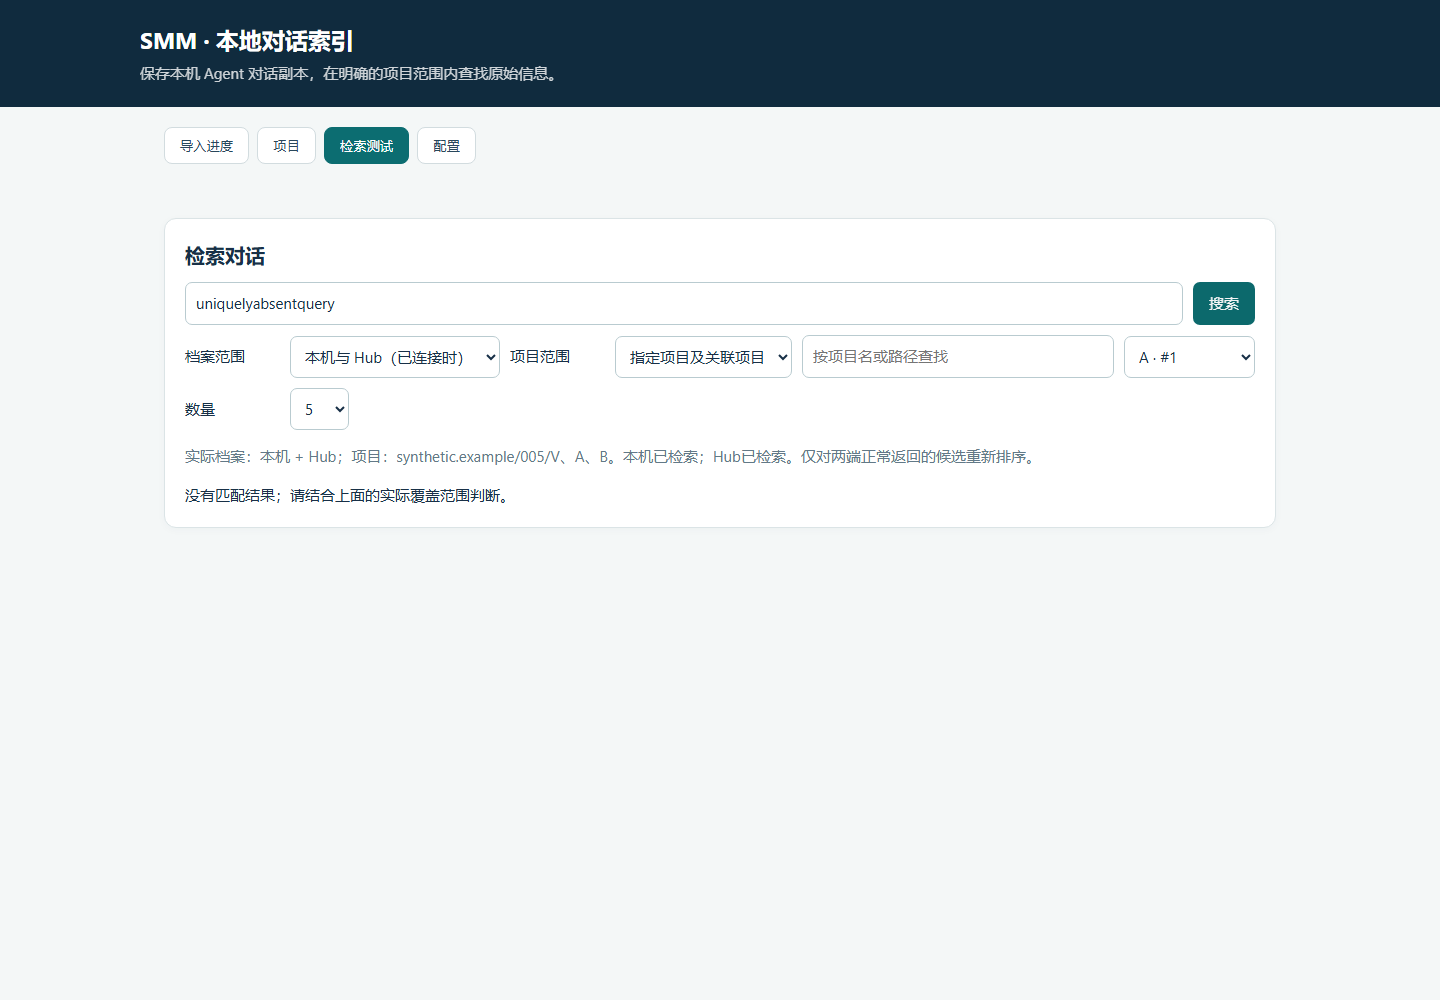 SMM · 本地对话索引
保存本机 Agent 对话副本，在明确的项目范围内查找原始信息。
导入进度 项目 检索测试 配置
检索对话
uniquelyabsentquery 搜索
档案范围 本机与 Hub（已连接时） 项目范围 指定项目及关联项目 按项目名或路径查找 A · #1
数量 5
实际档案：本机 + Hub；项目：synthetic.example/005/V、A、B。本机已检索；Hub已检索。仅对两端正常返回的候选重新排序。
没有匹配结果；请结合上面的实际覆盖范围判断。